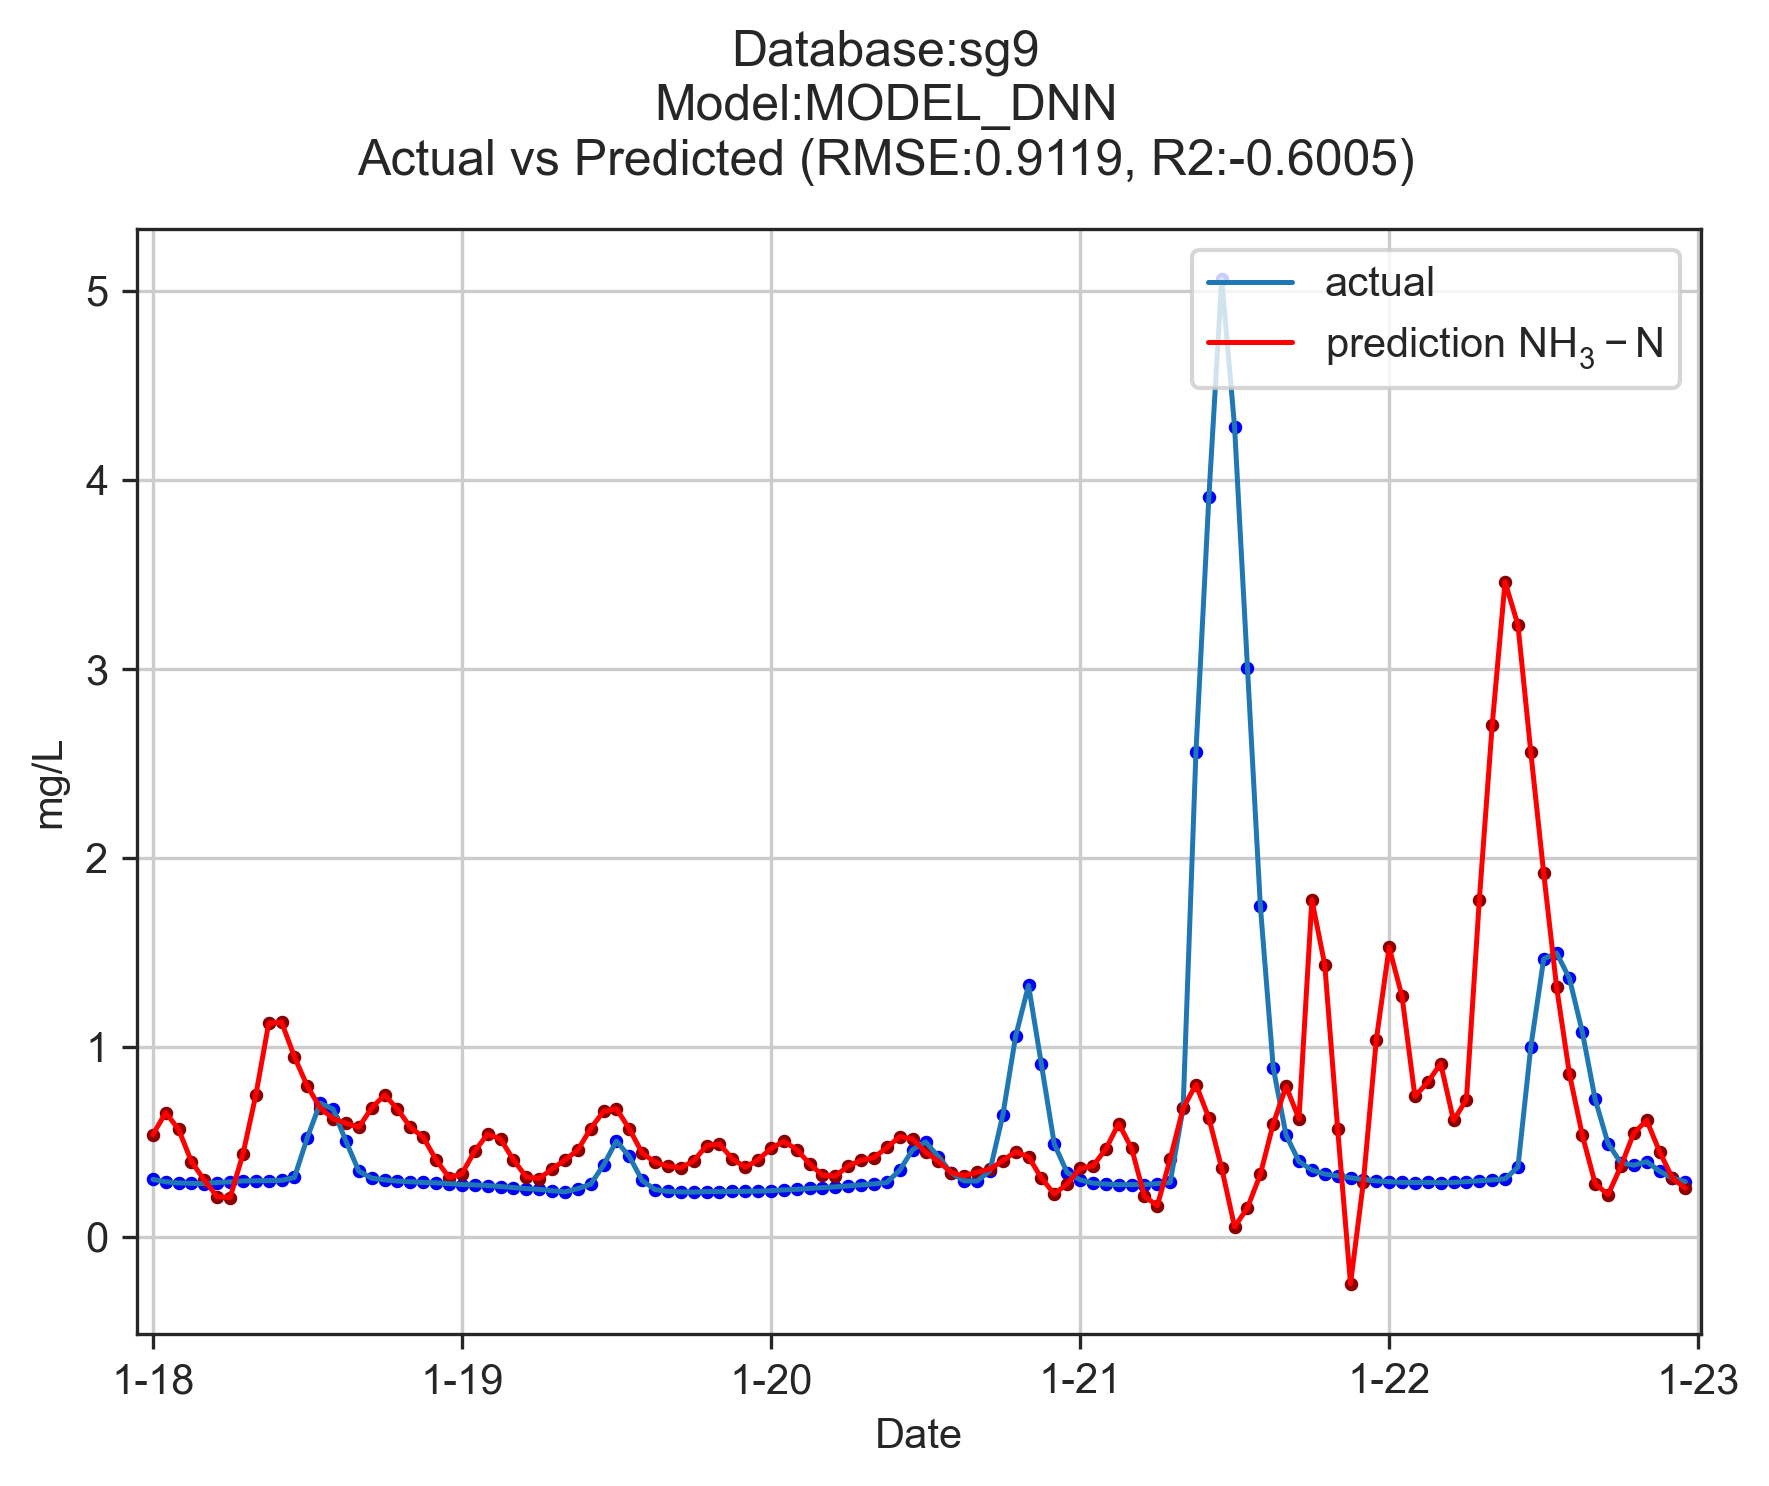 Database:sg9
Model:MODEL_DNN
Actual vs Predicted (RMSE:0.9119, R2:-0.6005)
actual
prediction NH₃ − N
5
4
3
2
1
0
mg/L
1-18 1-19 1-20 1-21 1-22 1-23
Date